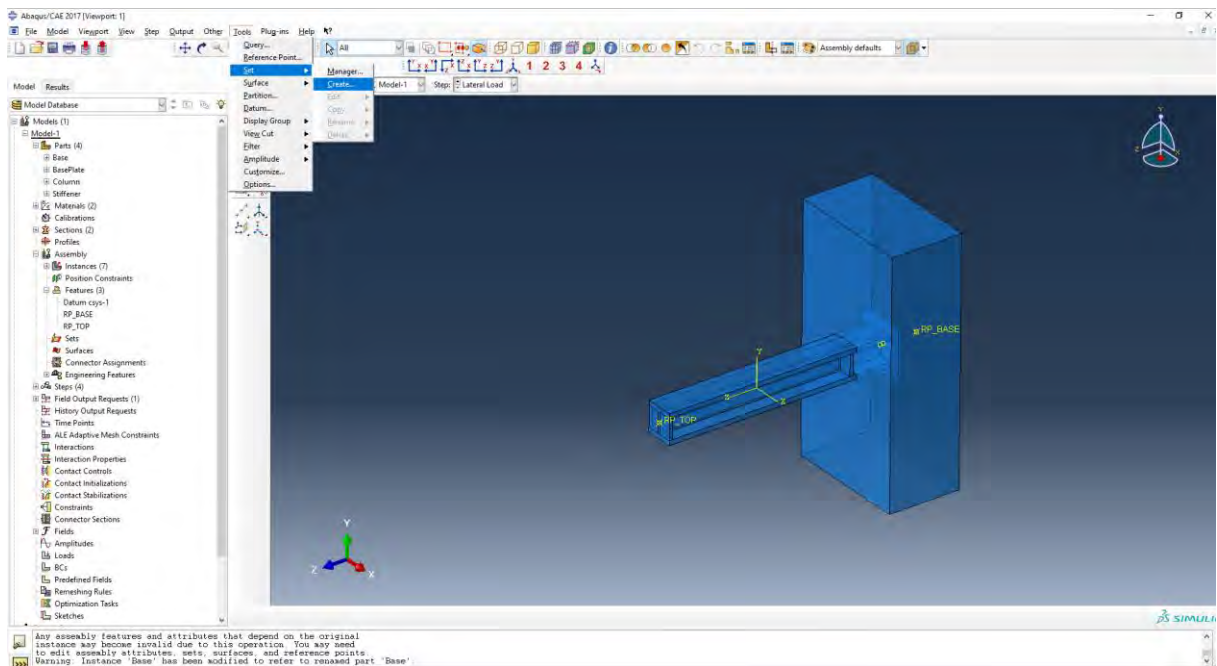 Abaqus/CAE 2017 [Viewport: 1]
File Model Viewport View Step Output Other Tools Plug-ins Help
All
Assembly defaults
1 2 3 4
Model-1 Step: Lateral Load
Query...
Reference Point...
Set
Surface
Partition...
Datum...
Display Group
View Cut
Filter
Amplitude
Customize...
Options...
Manager...
Create...
Edit
Copy
Rename
Delete
Model Results
Model Database
Models (1)
Model-1
Parts (4)
Base
BasePlate
Column
Stiffener
Materials (2)
Calibrations
Sections (2)
Profiles
Assembly
Instances (7)
Position Constraints
Features (3)
Datum csys-1
RP_BASE
RP_TOP
Sets
Surfaces
Connector Assignments
Engineering Features
Steps (4)
Field Output Requests (1)
History Output Requests
Time Points
ALE Adaptive Mesh Constraints
Interactions
Interaction Properties
Contact Controls
Contact Initializations
Contact Stabilizations
Constraints
Connector Sections
Fields
Amplitudes
Loads
BCs
Predefined Fields
Remeshing Rules
Optimization Tasks
Sketches
Y
Z
X
RP_BASE
Y
Z
X
RP_TOP
Y
Z
X
SIMULI
Any assembly features and attributes that depend on the original
instance may become invalid due to this operation. You may need
to edit assembly attributes, sets, surfaces, and reference points.
Warning: Instance 'Base' has been modified to refer to renamed part 'Base'